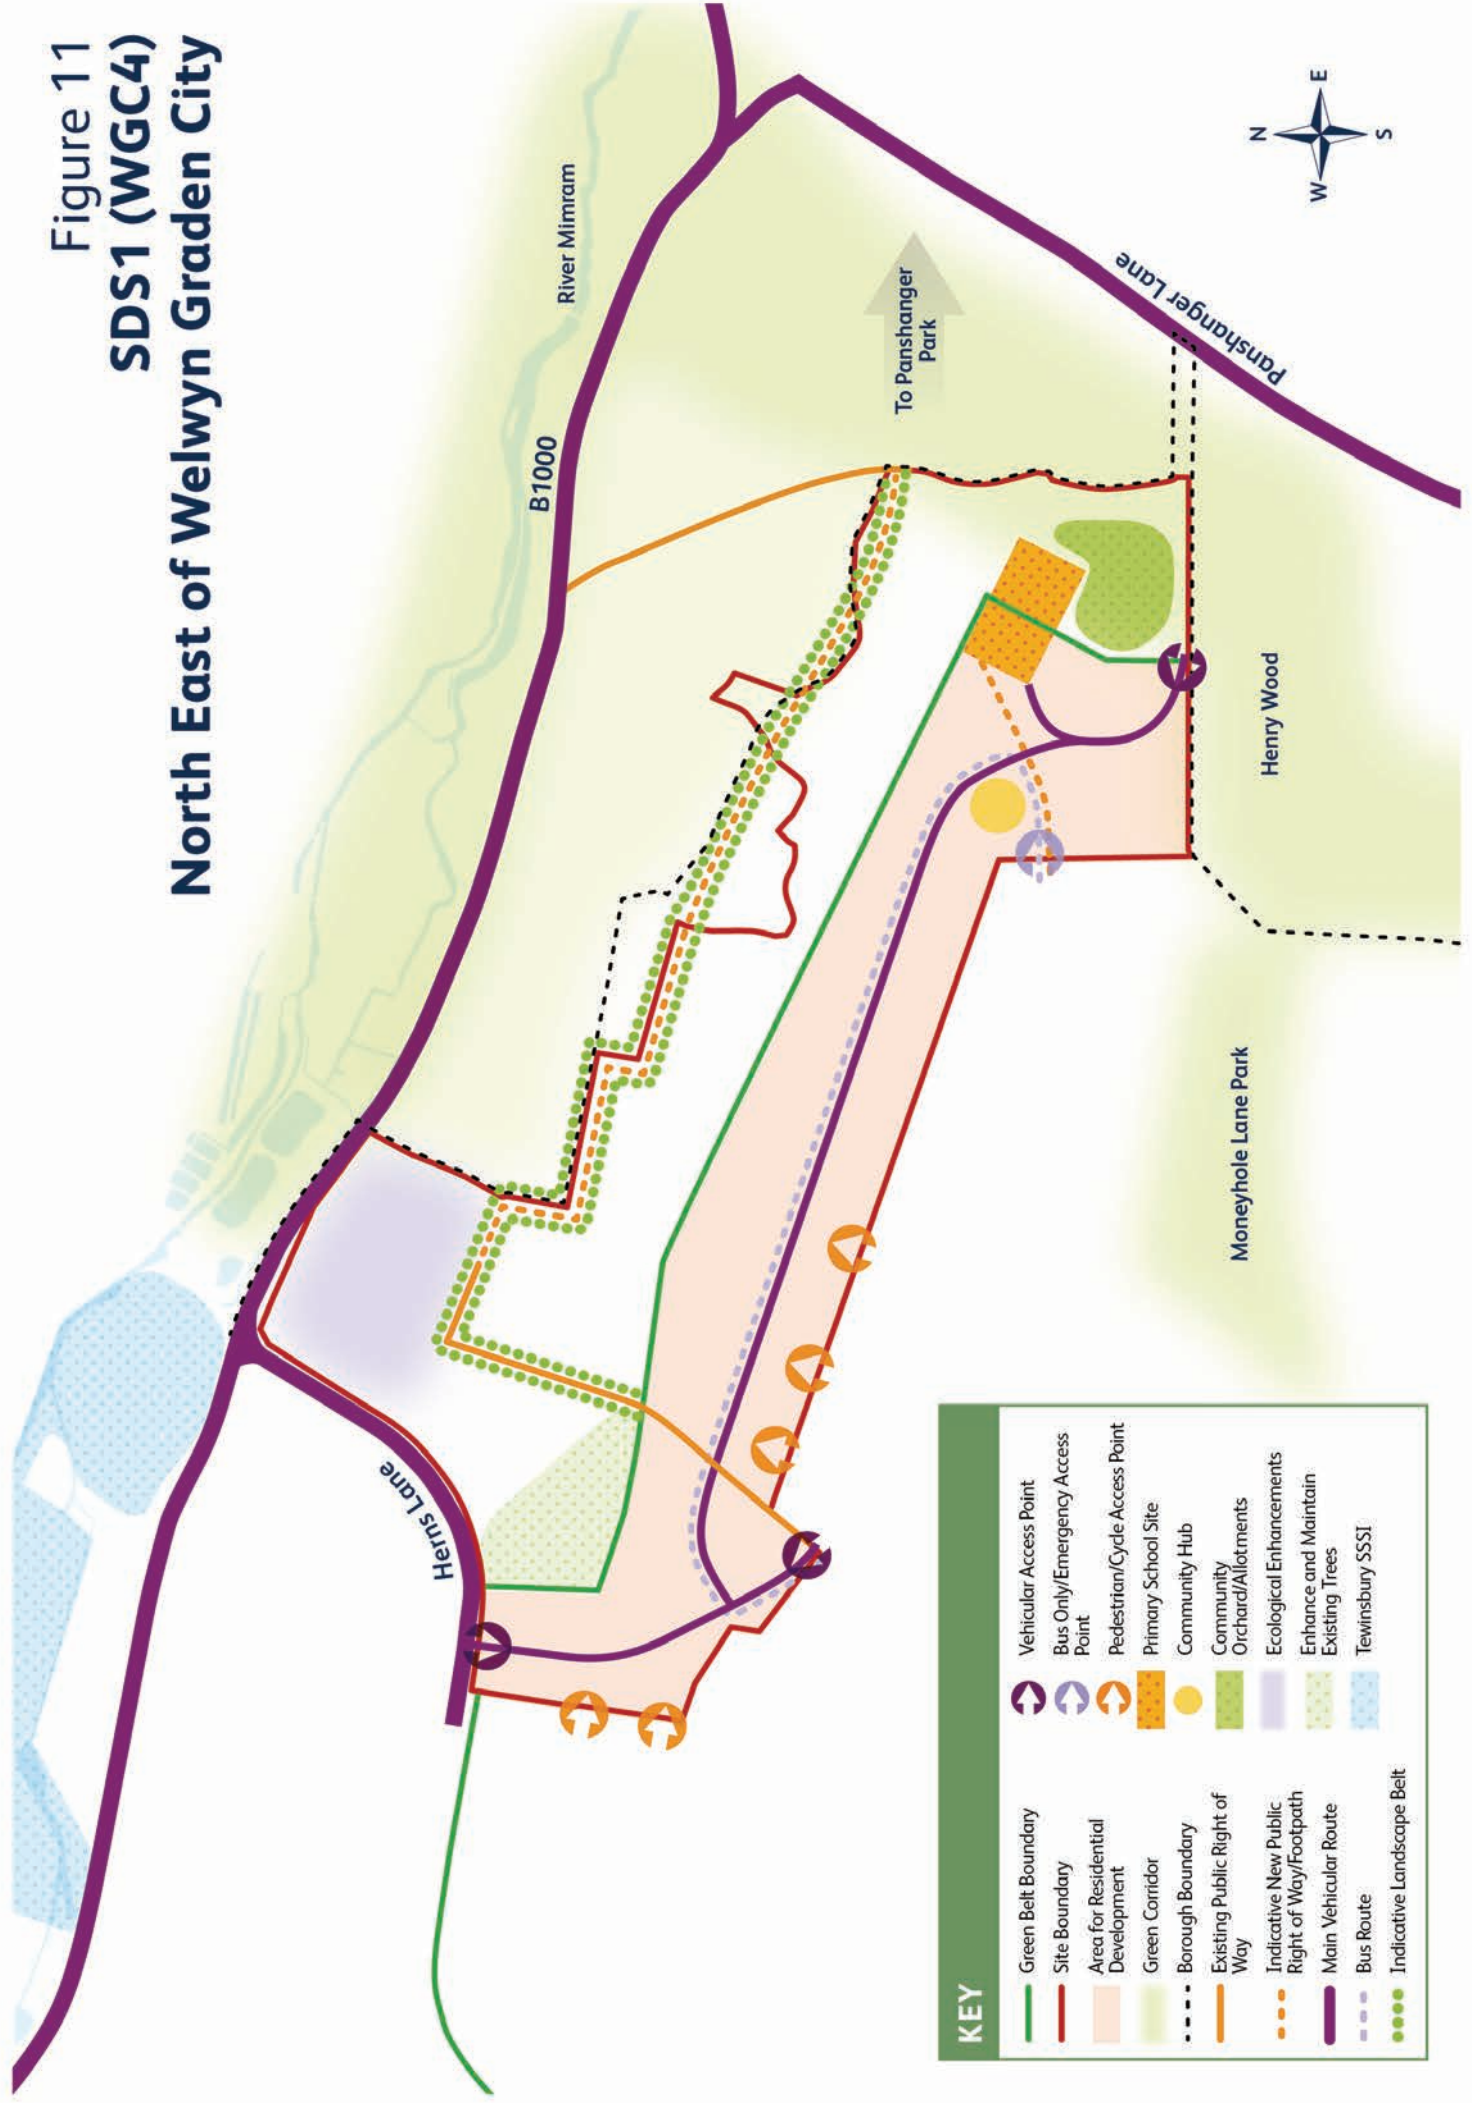 Figure 11
SDS1 (WGC4)
North East of Welwyn Graden City
River Mimram
B1000
Herns Lane
To Panshanger
Park
Panshanger Lane
Henry Wood
Moneyhole Lane Park
N
W
E
S
KEY
Green Belt Boundary
Site Boundary
Area for Residential
Development
Green Corridor
Borough Boundary
Existing Public Right of
Way
Indicative New Public
Right of Way/Footpath
Main Vehicular Route
Bus Route
Indicative Landscape Belt
Vehicular Access Point
Bus Only/Emergency Access
Point
Pedestrian/Cycle Access Point
Primary School Site
Community Hub
Community
Orchard/Allotments
Ecological Enhancements
Enhance and Maintain
Existing Trees
Tewinsbury SSSI